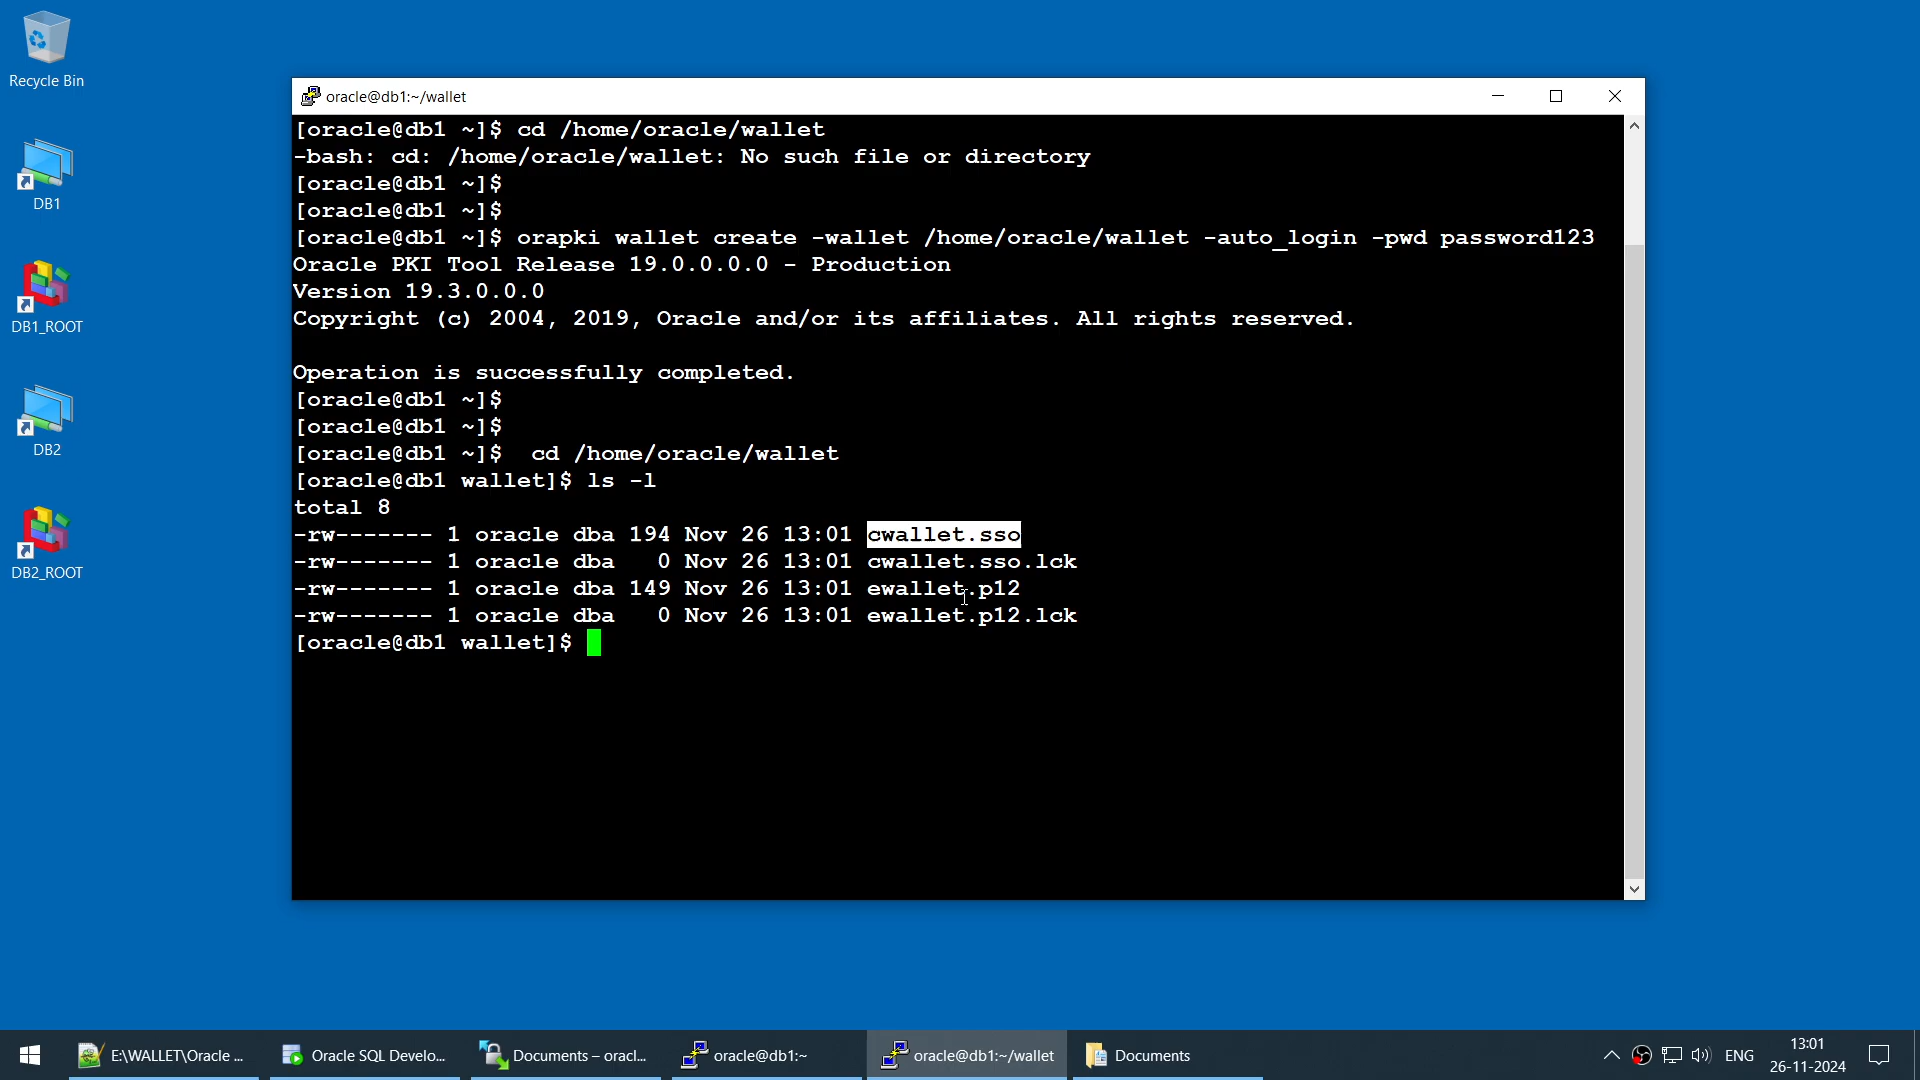 Recycle Bin
DB1
DB1_ROOT
DB2
DB2_ROOT
oracle@db1:~/wallet
[oracle@db1 ~]$ cd /home/oracle/wallet
-bash: cd: /home/oracle/wallet: No such file or directory
[oracle@db1 ~]$
[oracle@db1 ~]$
[oracle@db1 ~]$ orapki wallet create -wallet /home/oracle/wallet -auto_login -pwd password123
Oracle PKI Tool Release 19.0.0.0.0 - Production
Version 19.3.0.0.0
Copyright (c) 2004, 2019, Oracle and/or its affiliates. All rights reserved.
Operation is successfully completed.
[oracle@db1 ~]$
[oracle@db1 ~]$
[oracle@db1 ~]$  cd /home/oracle/wallet
[oracle@db1 wallet]$ ls -l
total 8
-rw------- 1 oracle dba 194 Nov 26 13:01 cwallet.sso
-rw------- 1 oracle dba   0 Nov 26 13:01 cwallet.sso.lck
-rw------- 1 oracle dba 149 Nov 26 13:01 ewallet.p12
-rw------- 1 oracle dba   0 Nov 26 13:01 ewallet.p12.lck
[oracle@db1 wallet]$
E:\WALLET\Oracle ...
Oracle SQL Develo...
Documents – oracl...
oracle@db1:~
oracle@db1:~/wallet
Documents
ENG
13:01
26-11-2024